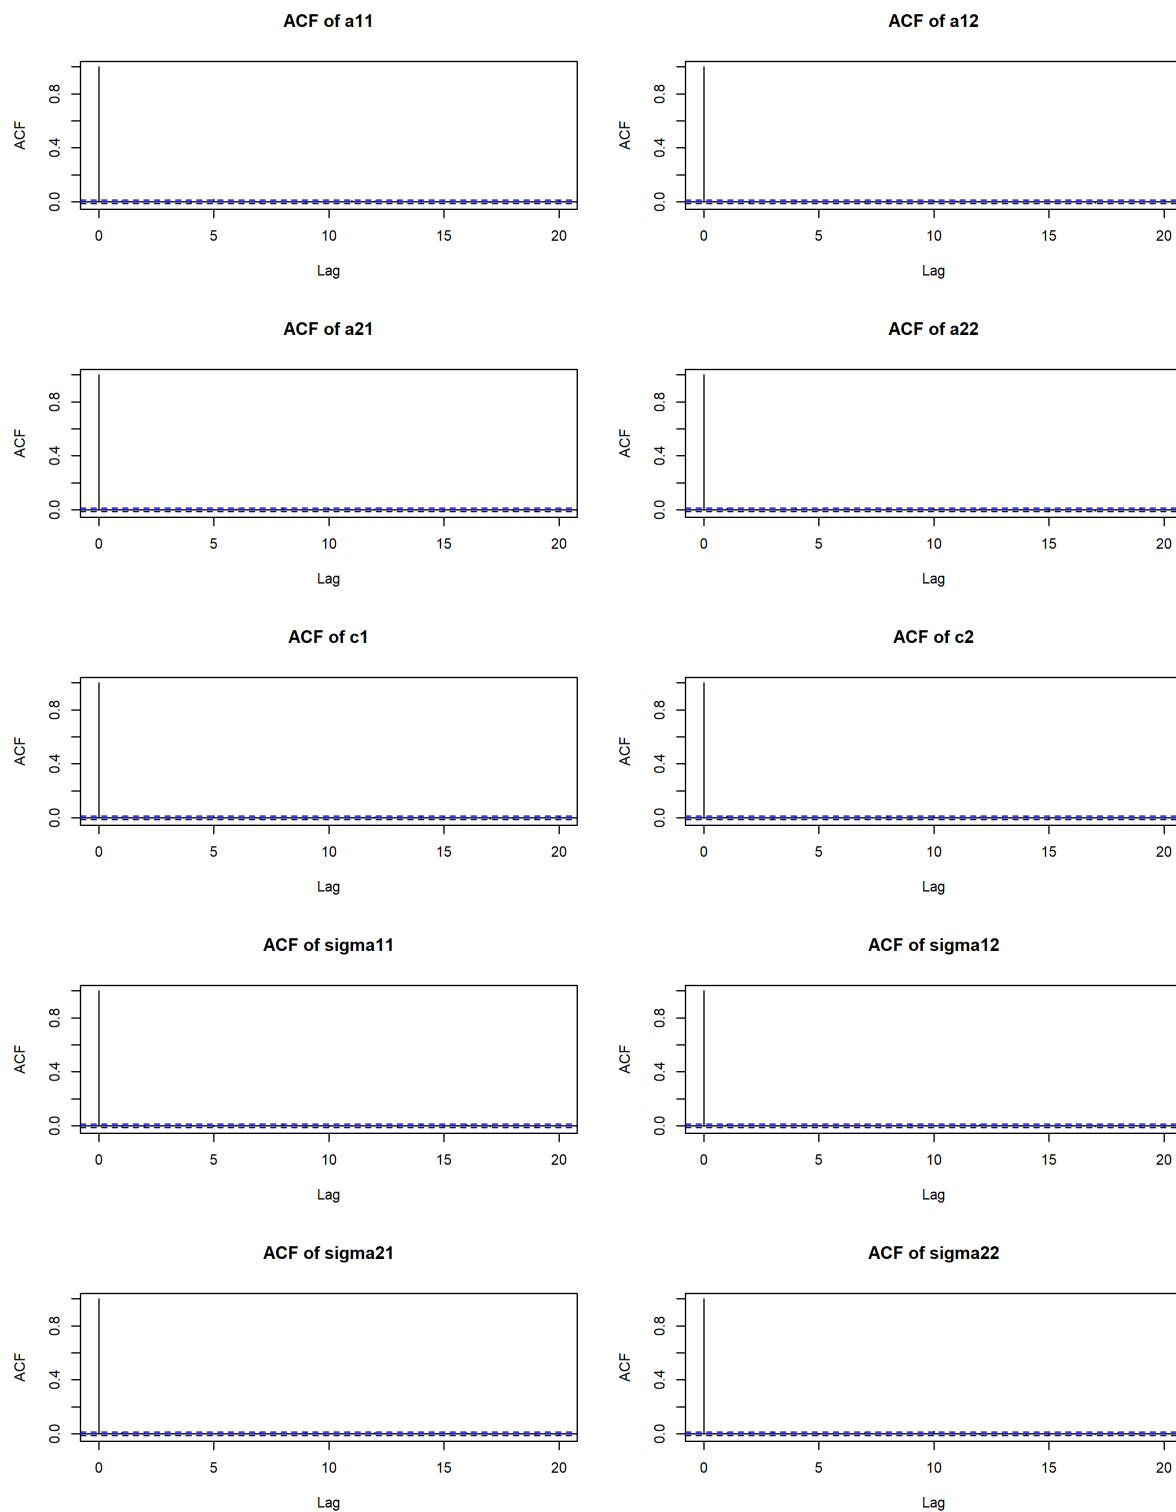 ACF of a11
ACF
0.0 0.4 0.8
0 5 10 15 20
Lag
ACF of a12
ACF
0.0 0.4 0.8
0 5 10 15 20
Lag
ACF of a21
ACF
0.0 0.4 0.8
0 5 10 15 20
Lag
ACF of a22
ACF
0.0 0.4 0.8
0 5 10 15 20
Lag
ACF of c1
ACF
0.0 0.4 0.8
0 5 10 15 20
Lag
ACF of c2
ACF
0.0 0.4 0.8
0 5 10 15 20
Lag
ACF of sigma11
ACF
0.0 0.4 0.8
0 5 10 15 20
Lag
ACF of sigma12
ACF
0.0 0.4 0.8
0 5 10 15 20
Lag
ACF of sigma21
ACF
0.0 0.4 0.8
0 5 10 15 20
Lag
ACF of sigma22
ACF
0.0 0.4 0.8
0 5 10 15 20
Lag